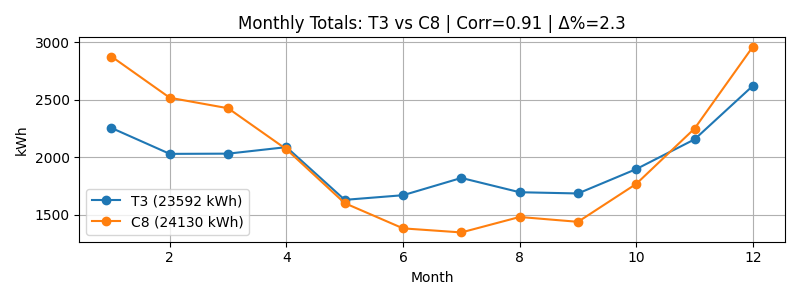 Monthly Totals: T3 vs C8 | Corr=0.91 | Δ%=2.3
3000
2500
2000
1500
kWh
T3 (23592 kWh)
C8 (24130 kWh)
2
4
6
8
10
12
Month